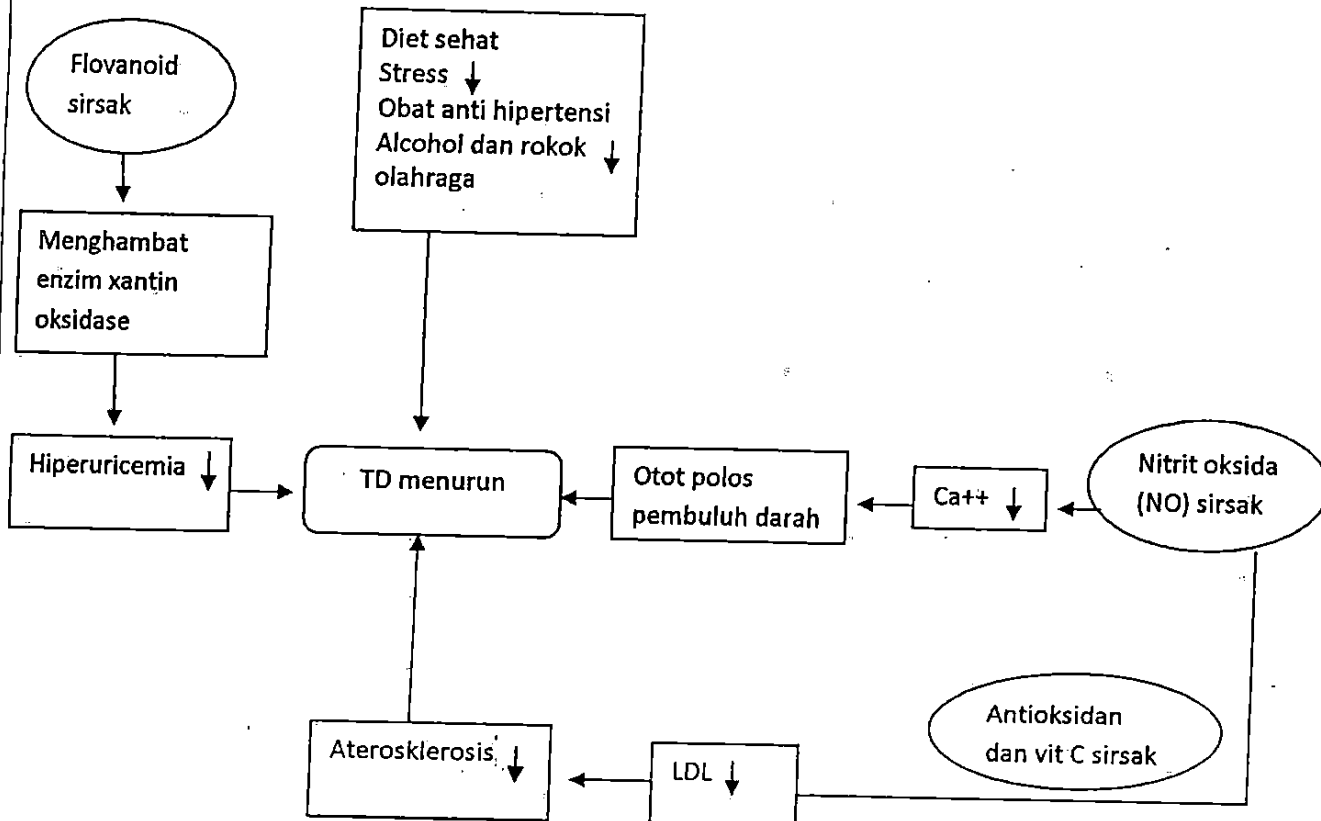 Flovanoid
sirsak
Diet sehat
Stress ↓
Obat anti hipertensi
Alcohol dan rokok ↓
olahraga
Menghambat
enzim xantin
oksidase
Hiperuricemia ↓
TD menurun
Otot polos
pembuluh darah
Ca++ ↓
Nitrit oksida
(NO) sirsak
Aterosklerosis ↓
LDL ↓
Antioksidan
dan vit C sirsak